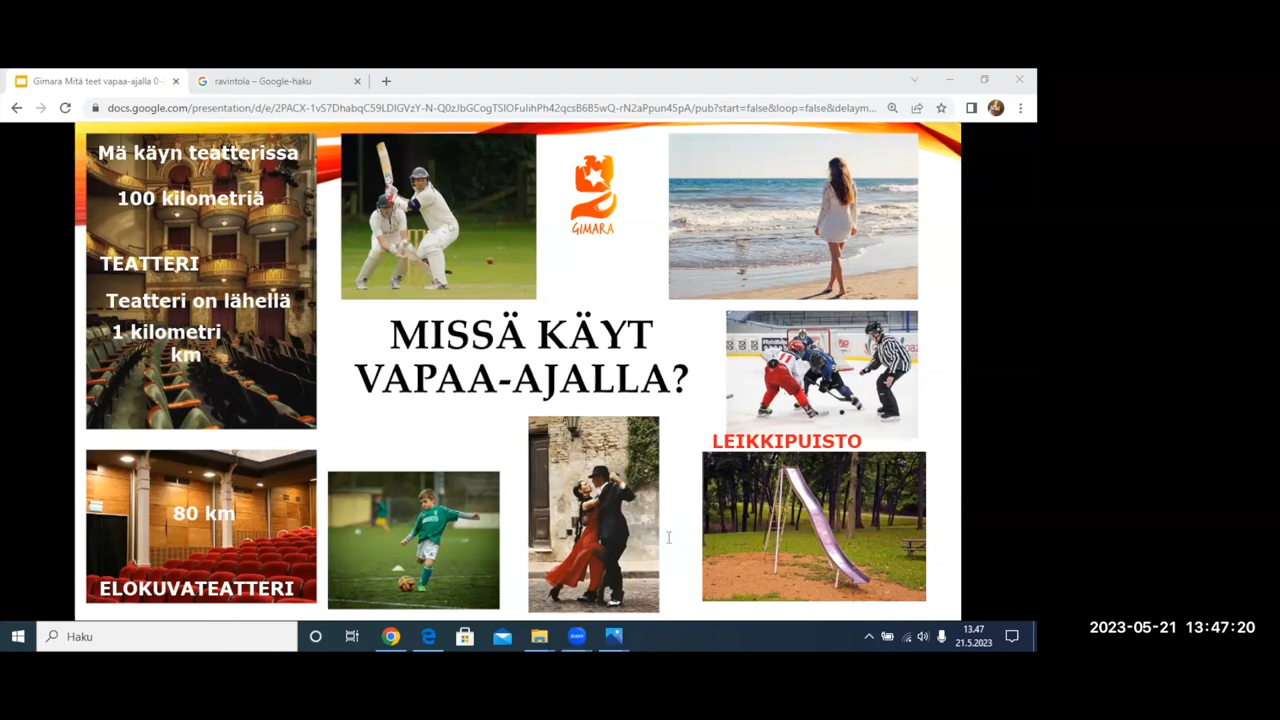 Gimara Mitä teet vapaa-ajalla 0-
ravintola – Google-haku
docs.google.com/presentation/d/e/2PACX-1vS7DhabqC59LDIGVzY-N-Q0zJbGCogTSIOFulihPh42qcsB6B5wQ-rN2aPpun45pA/pub?start=false&loop=false&delaym...
Mä käyn teatterissa
100 kilometriä
TEATTERI
Teatteri on lähellä
1 kilometri
km
GIMARA
MISSÄ KÄYT
VAPAA-AJALLA?
LEIKKIPUISTO
80 km
ELOKUVATEATTERI
Haku
zoom
13.47
21.5.2023
2023-05-21 13:47:20